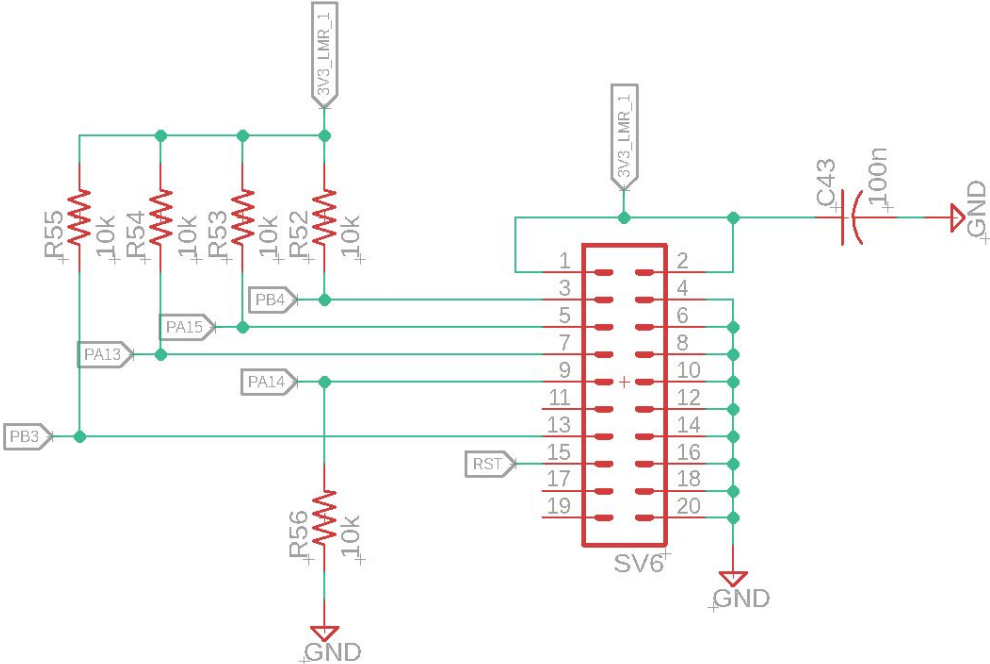 3V3_LMR_1
3V3_LMR_1
R55
10k
R54
10k
R53
10k
R52
10k
C43
100n
GND
PB4
PA15
PA13
PA14
PB3
RST
1
2
3
4
5
6
7
8
9
10
11
12
13
14
15
16
17
18
19
20
SV6
R56
10k
GND
GND